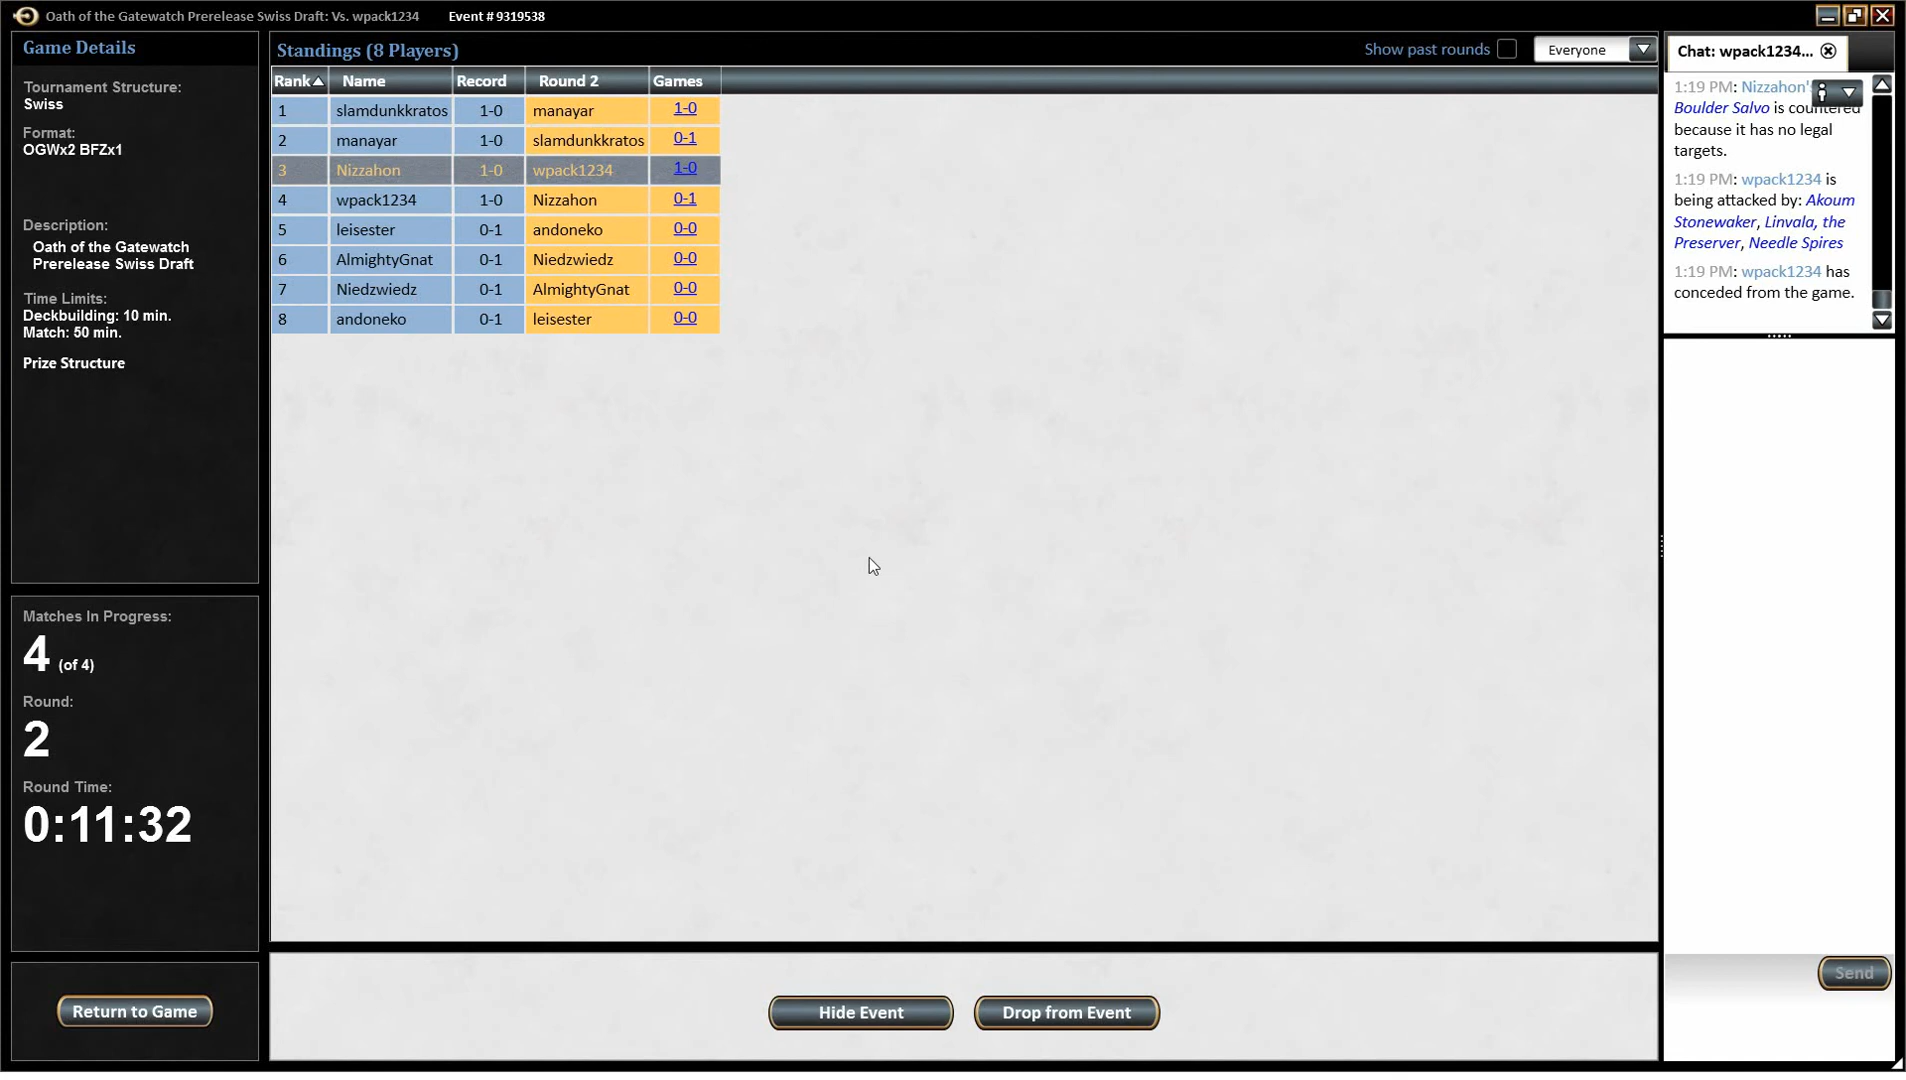 Oath of the Gatewatch Prerelease Swiss Draft: Vs. wpack1234 Event # 9319538
Game Details
Tournament Structure:
Swiss
Format:
OGWx2 BFZx1
Description:
Oath of the Gatewatch
Prerelease Swiss Draft
Time Limits:
Deckbuilding: 10 min.
Match: 50 min.
Prize Structure
Matches In Progress:
4 (of 4)
Round:
2
Round Time:
0:11:32
Return to Game
Standings (8 Players)
Show past rounds
Everyone
Rank Name Record Round 2 Games
1 slamdunkkratos 1-0 manayar 1-0
2 manayar 1-0 slamdunkkratos 0-1
3 Nizzahon 1-0 wpack1234 1-0
4 wpack1234 1-0 Nizzahon 0-1
5 leisester 0-1 andoneko 0-0
6 AlmightyGnat 0-1 Niedzwiedz 0-0
7 Niedzwiedz 0-1 AlmightyGnat 0-0
8 andoneko 0-1 leisester 0-0
Hide Event
Drop from Event
Chat: wpack1234...
1:19 PM: Nizzahon's
Boulder Salvo is countered
because it has no legal
targets.
1:19 PM: wpack1234 is
being attacked by: Akoum
Stonewaker, Linvala, the
Preserver, Needle Spires
1:19 PM: wpack1234 has
conceded from the game.
Send